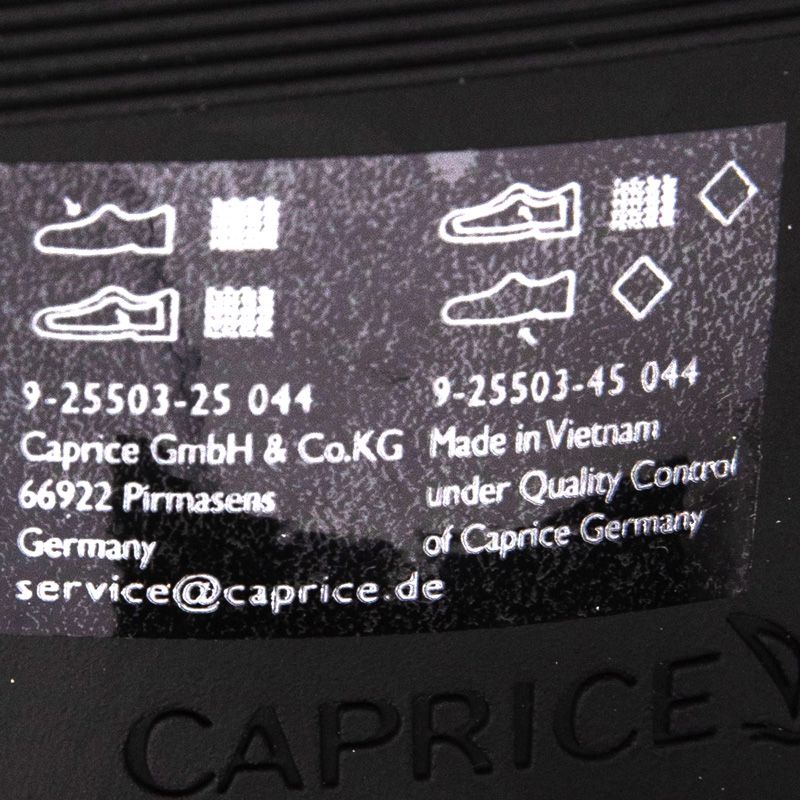 9-25503-25 044
Caprice GmbH & Co.KG
66922 Pirmasens
Germany
service@caprice.de
9-25503-45 044
Made in Vietnam
under Quality Control
of Caprice Germany
CAPRICE